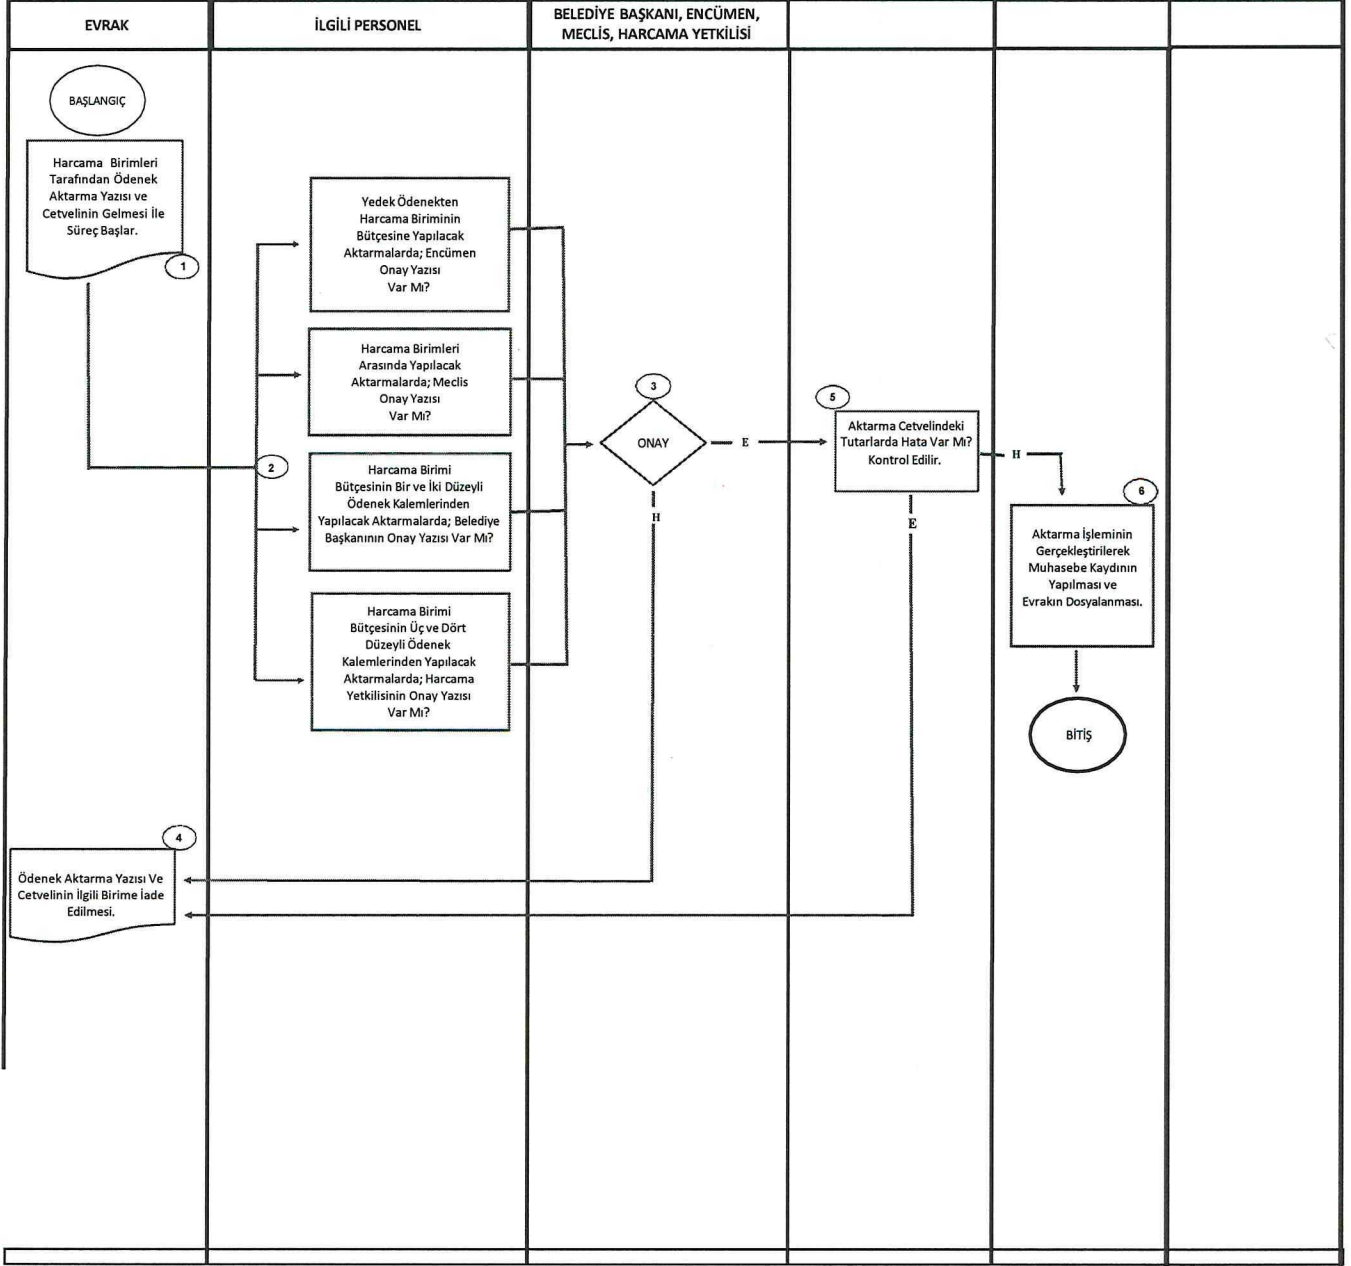 EVRAK
İLGİLİ PERSONEL
BELEDİYE BAŞKANI, ENCÜMEN,
MECLİS, HARCAMA YETKİLİSİ
BAŞLANGIÇ
Harcama Birimleri
Tarafından Ödenek
Aktarma Yazısı ve
Cetvelinin Gelmesi İle
Süreç Başlar.
1
2
Yedek Ödenekten
Harcama Biriminin
Bütçesine Yapılacak
Aktarmalarda; Encümen
Onay Yazısı
Var Mı?
Harcama Birimleri
Arasında Yapılacak
Aktarmalarda; Meclis
Onay Yazısı
Var Mı?
Harcama Birimi
Bütçesinin Bir ve İki Düzeyli
Ödenek Kalemlerinden
Yapılacak Aktarmalarda; Belediye
Başkanının Onay Yazısı Var Mı?
Harcama Birimi
Bütçesinin Üç ve Dört
Düzeyli Ödenek
Kalemlerinden Yapılacak
Aktarmalarda; Harcama
Yetkilisinin Onay Yazısı
Var Mı?
3
ONAY
E
H
5
Aktarma Cetvelindeki
Tutarlarda Hata Var Mı?
Kontrol Edilir.
H
E
6
Aktarma İşleminin
Gerçekleştirilerek
Muhasebe Kaydının
Yapılması ve
Evrakın Dosyalanması.
BİTİŞ
4
Ödenek Aktarma Yazısı Ve
Cetvelinin İlgili Birime İade
Edilmesi.